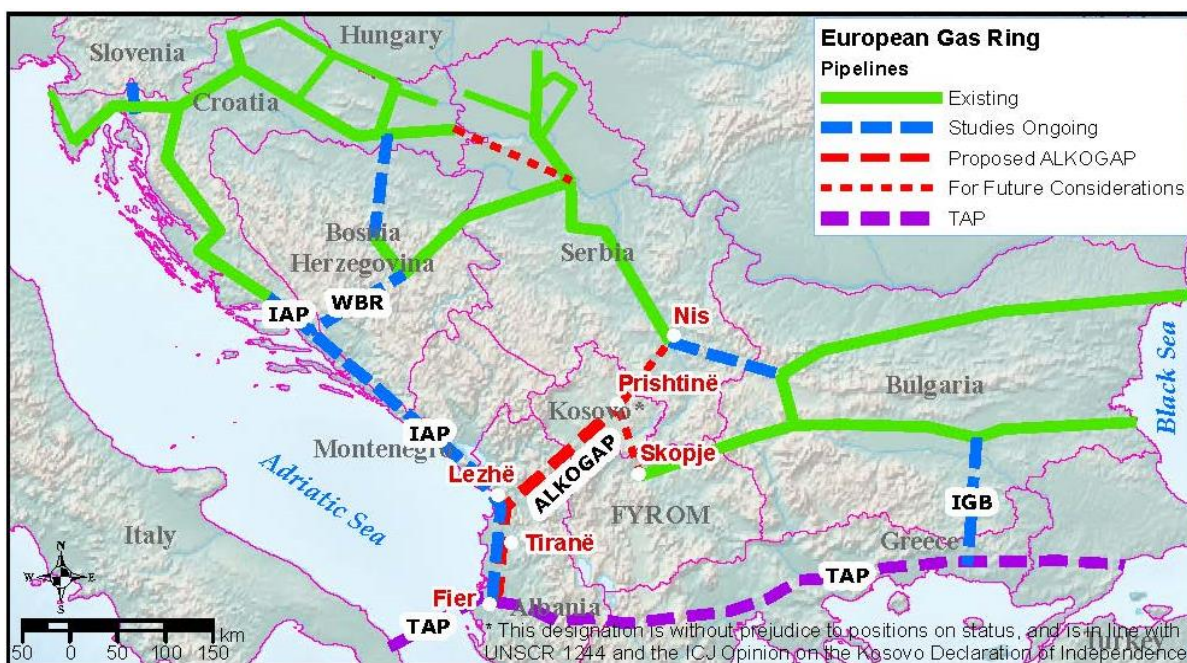 Slovenia
Hungary
Croatia
European Gas Ring
Pipelines
Existing
Studies Ongoing
Proposed ALKOGAP
For Future Considerations
TAP
Bosnia
Herzegovina
Serbia
WBR
IAP
Nis
Prishtinë
Kosovo*
Bulgaria
Black Sea
IAP
Montenegro
Lezhë
ALKOGAP
Skopje
Adriatic Sea
FYROM
IGB
Italy
Tiranë
Greece
TAP
N
W E
S
Fier
Albania
TAP
50 25 0 50 100 150
km
* This designation is without prejudice to positions on status, and is in line with
UNSCR 1244 and the ICJ Opinion on the Kosovo Declaration of Independence
Turkey